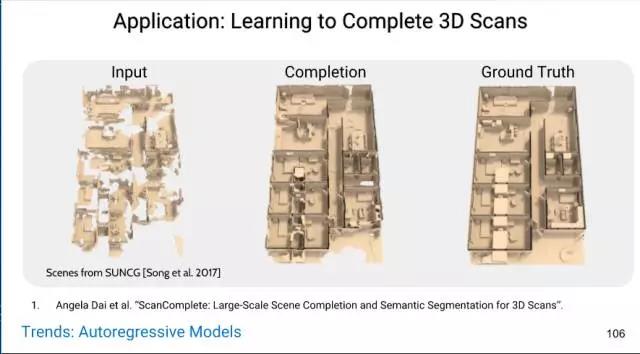 Application: Learning to Complete 3D Scans
Input
Completion
Ground Truth
Scenes from SUNCG [Song et al. 2017]
1. Angela Dai et al. “ScanComplete: Large-Scale Scene Completion and Semantic Segmentation for 3D Scans”.
Trends: Autoregressive Models
106